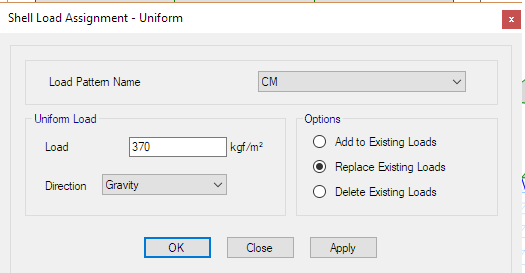 Shell Load Assignment - Uniform
x
Load Pattern Name
CM
Uniform Load
Load
370
kgf/m²
Direction
Gravity
Options
Add to Existing Loads
Replace Existing Loads
Delete Existing Loads
OK
Close
Apply